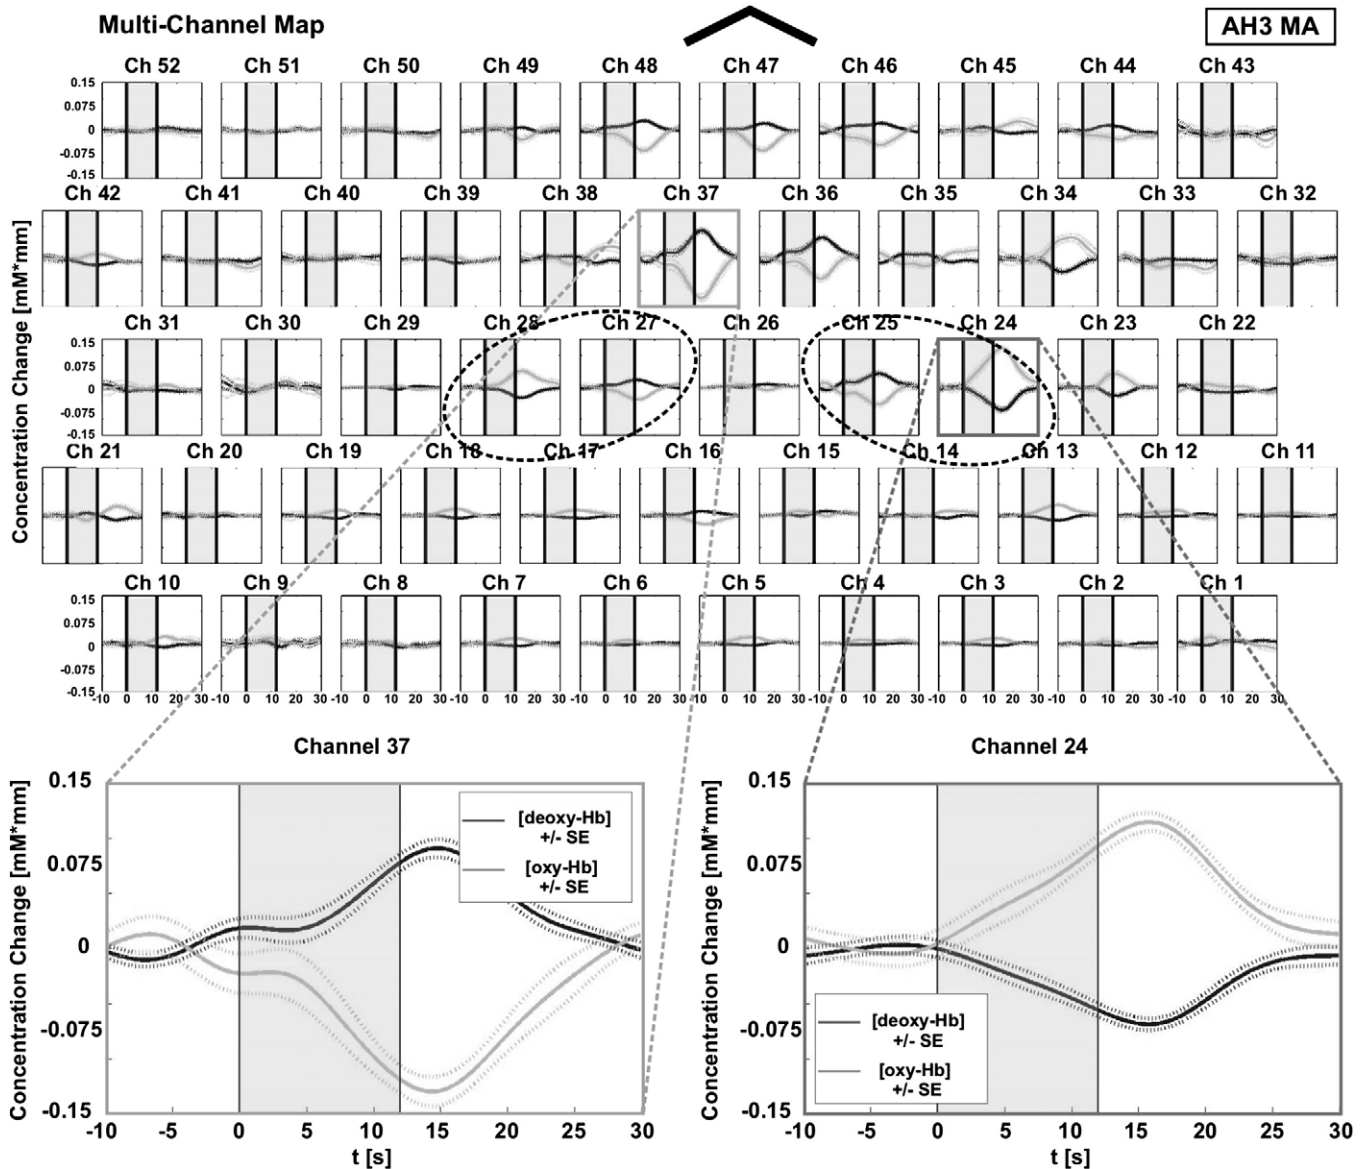 Multi-Channel Map
AH3 MA
Ch 52 Ch 51 Ch 50 Ch 49 Ch 48 Ch 47 Ch 46 Ch 45 Ch 44 Ch 43
0.15
0.075
0
-0.075
-0.15
Ch 42 Ch 41 Ch 40 Ch 39 Ch 38 Ch 37 Ch 36 Ch 35 Ch 34 Ch 33 Ch 32
Concentration Change [mM*mm]
Ch 31 Ch 30 Ch 29 Ch 28 Ch 27 Ch 26 Ch 25 Ch 24 Ch 23 Ch 22
0.15
0.075
0
-0.075
-0.15
Ch 21 Ch 20 Ch 19 Ch 18 Ch 17 Ch 16 Ch 15 Ch 14 Ch 13 Ch 12 Ch 11
Ch 10 Ch 9 Ch 8 Ch 7 Ch 6 Ch 5 Ch 4 Ch 3 Ch 2 Ch 1
0.15
0.075
0
-0.075
-0.15
-10 0 10 20 30 -10 0 10 20 30 -10 0 10 20 30 -10 0 10 20 30 -10 0 10 20 30 -10 0 10 20 30 -10 0 10 20 30 -10 0 10 20 30 -10 0 10 20 30 -10 0 10 20 30
Channel 37
Concentration Change [mM*mm]
0.15
0.075
0
-0.075
-0.15
[deoxy-Hb]
+/- SE
[oxy-Hb]
+/- SE
-10 -5 0 5 10 15 20 25 30
t [s]
Channel 24
Concentration Change [mM*mm]
0.15
0.075
0
-0.075
-0.15
[deoxy-Hb]
+/- SE
[oxy-Hb]
+/- SE
-10 -5 0 5 10 15 20 25 30
t [s]